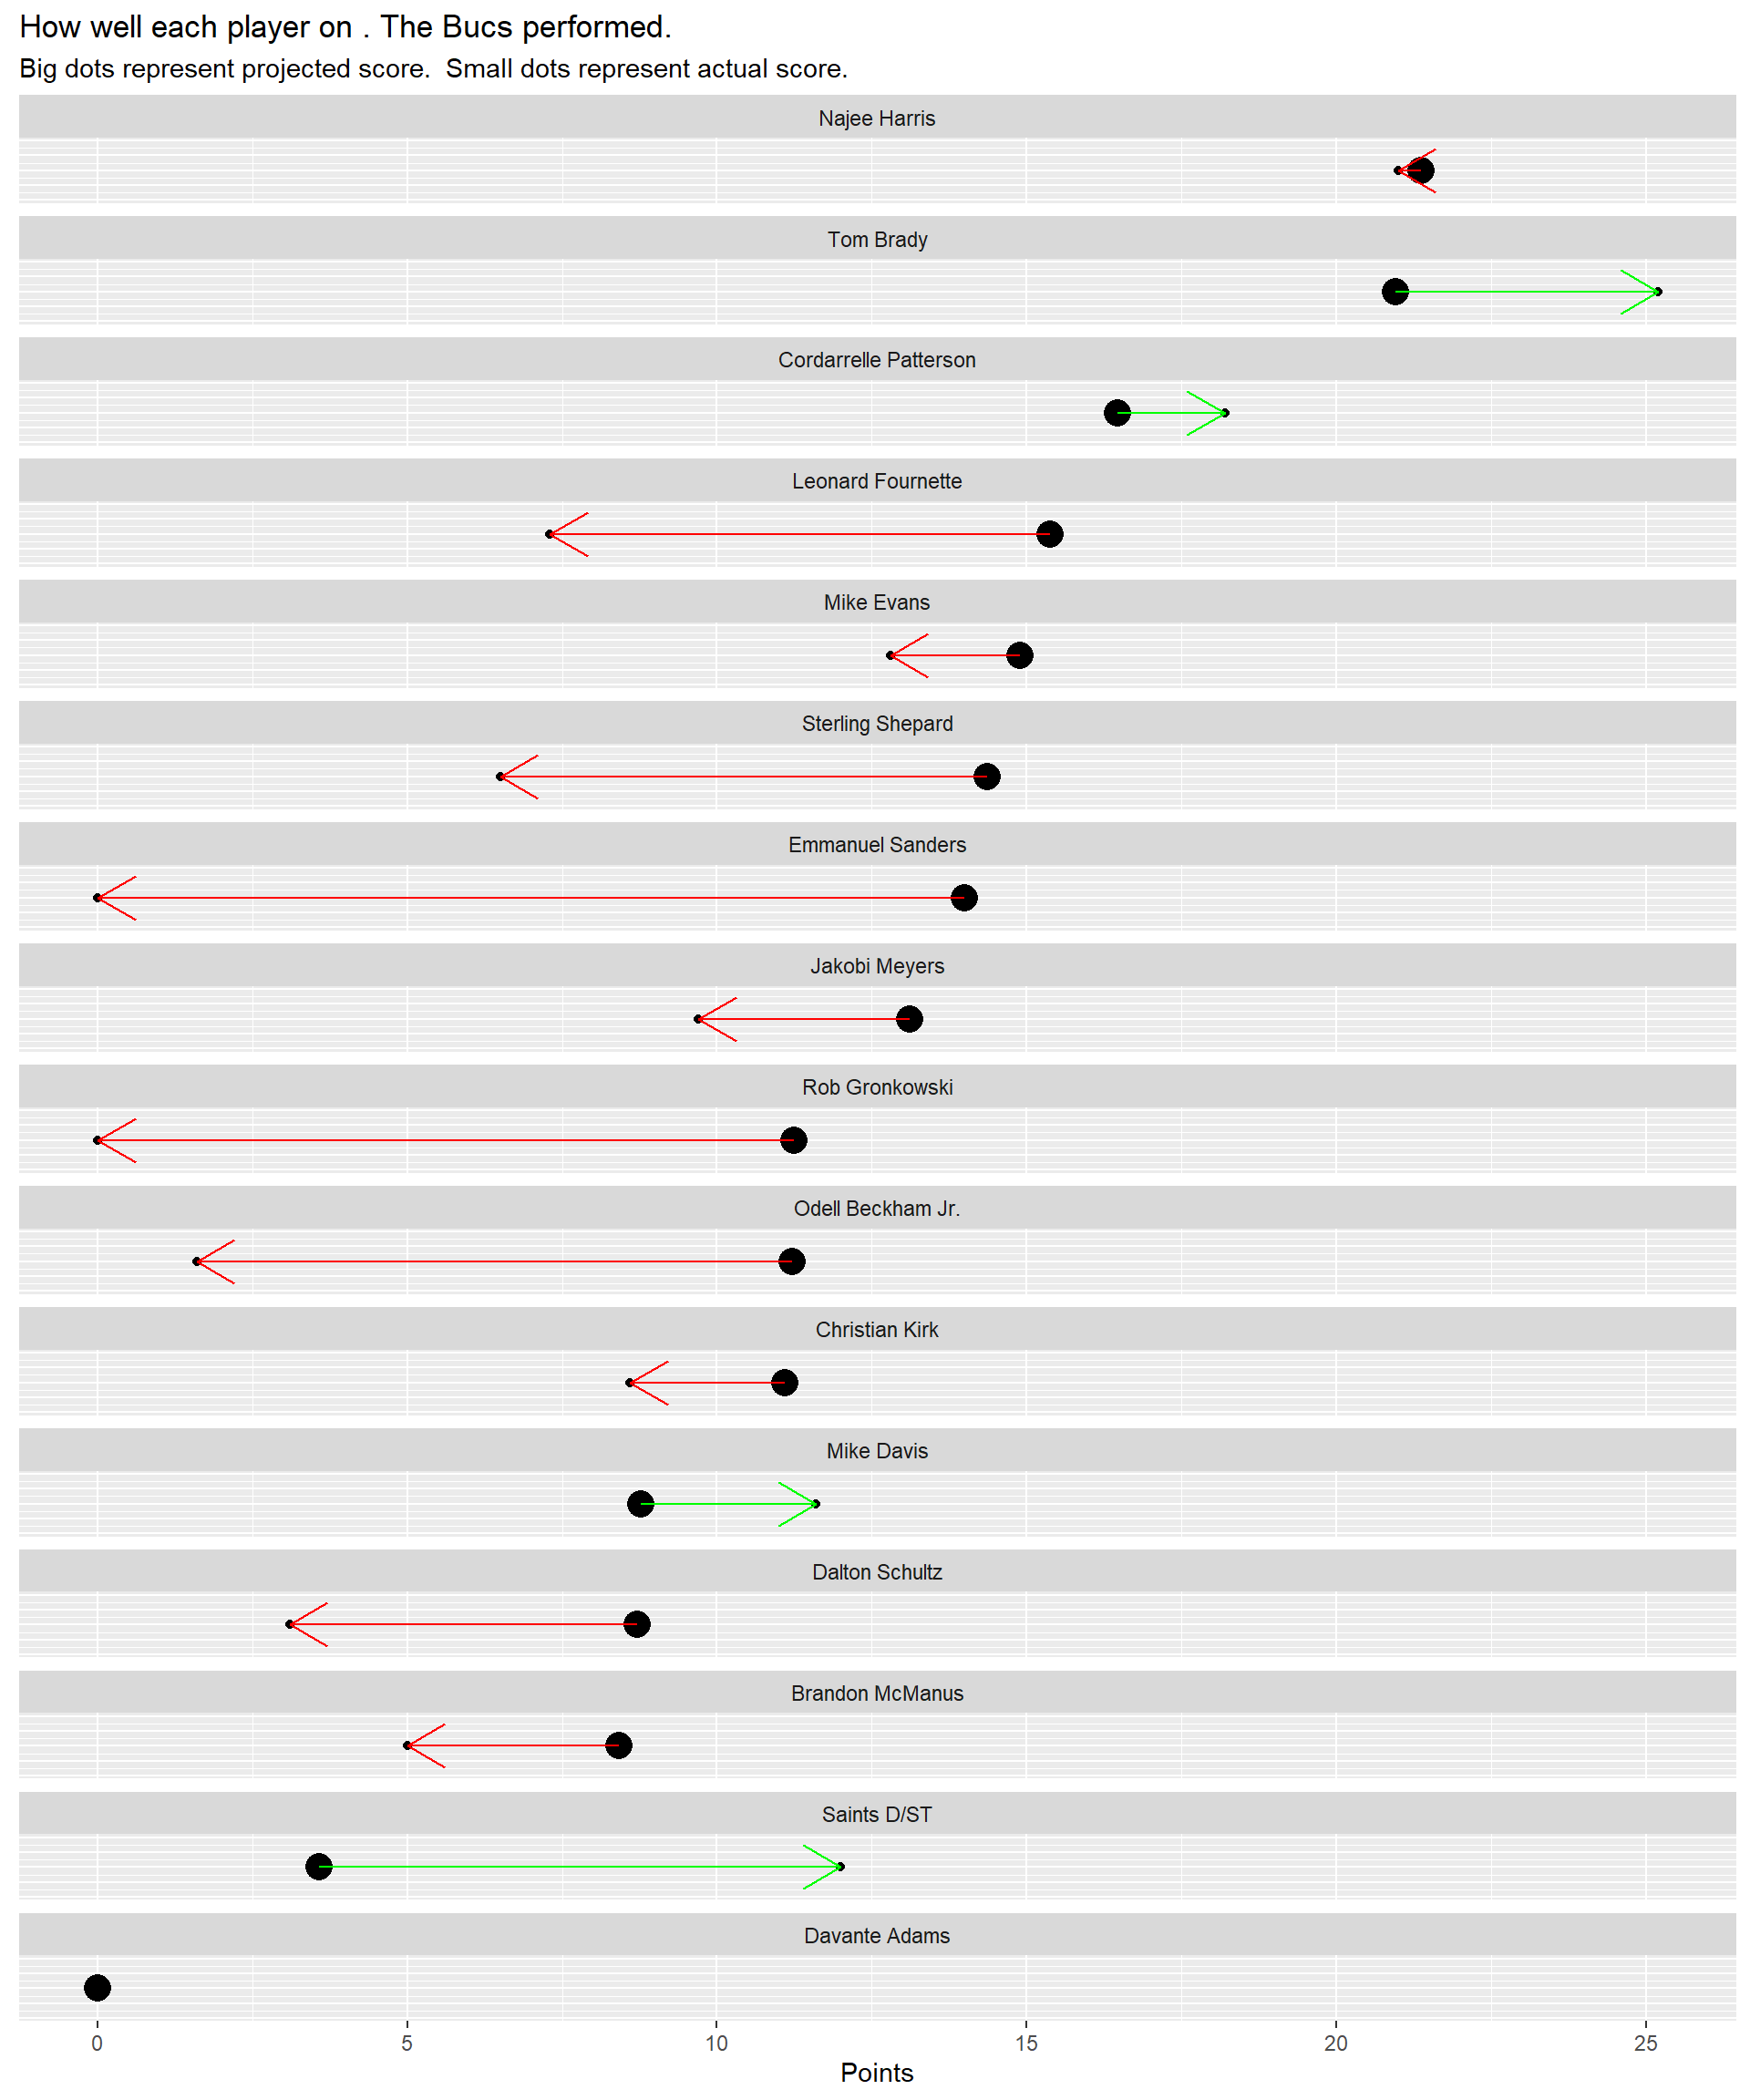 How well each player on . The Bucs performed.
Big dots represent projected score.  Small dots represent actual score.
Najee Harris
Tom Brady
Cordarrelle Patterson
Leonard Fournette
Mike Evans
Sterling Shepard
Emmanuel Sanders
Jakobi Meyers
Rob Gronkowski
Odell Beckham Jr.
Christian Kirk
Mike Davis
Dalton Schultz
Brandon McManus
Saints D/ST
Davante Adams
0 5 10 15 20 25
Points